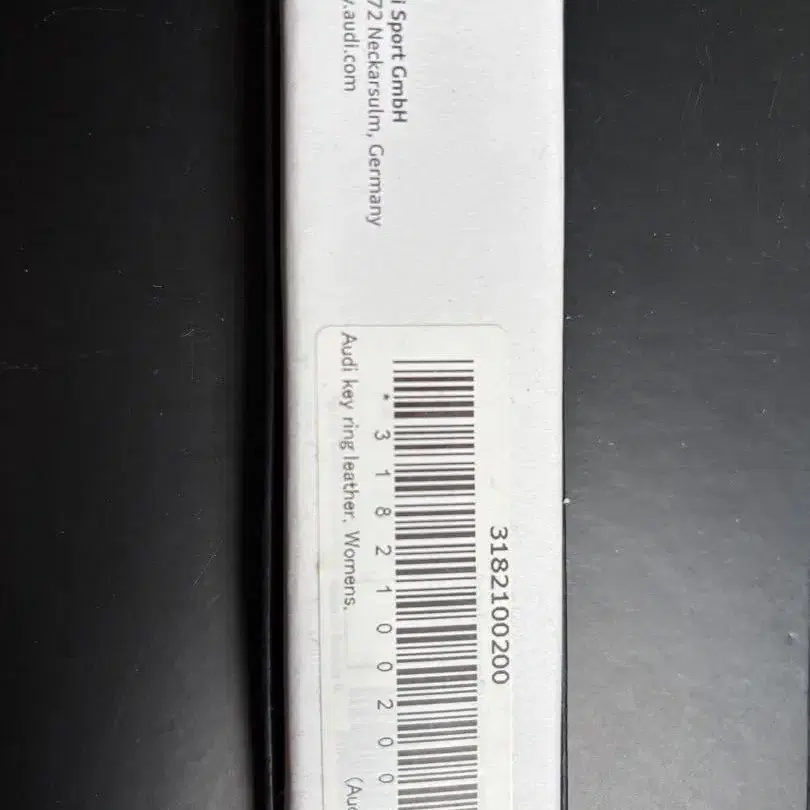 i Sport GmbH
72 Neckarsulm, Germany
.audi.com
3182100200
* 3 1 8 2 1 0 0 2 0 0
Audi key ring leather, Womens,
(Aud